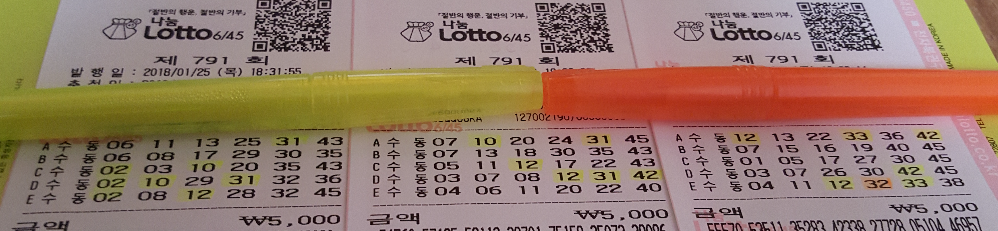 「절반의 행운, 절반의 기부」
나눔
Lotto 6/45
제 791 회
발 행 일 : 2018/01/25 (목) 18:31:55
A 수 동 06 11 13 25 31 43
B 수 동 06 08 17 29 30 35
C 수 동 02 03 10 20 35 43
D 수 동 02 10 29 31 32 36
E 수 동 02 08 12 28 32 45
금액 ₩5,000
「절반의 행운, 절반의 기부」
나눔
Lotto 6/45
제 791 회
Lotto 6/45
A 수 동 07 10 20 24 31 45
B 수 동 07 13 18 30 35 43
C 수 동 05 11 12 17 22 43
D 수 동 03 07 08 12 31 42
E 수 동 04 06 11 20 22 40
금액 ₩5,000
「절반의 행운, 절반의 기부」
나눔
Lotto 6/45
제 791 회
A 수 동 12 13 22 33 36 42
B 수 동 07 15 16 19 40 45
C 수 동 01 05 17 27 30 45
D 수 동 03 07 26 30 42 45
E 수 동 04 11 12 32 33 38
금액 ₩5,000